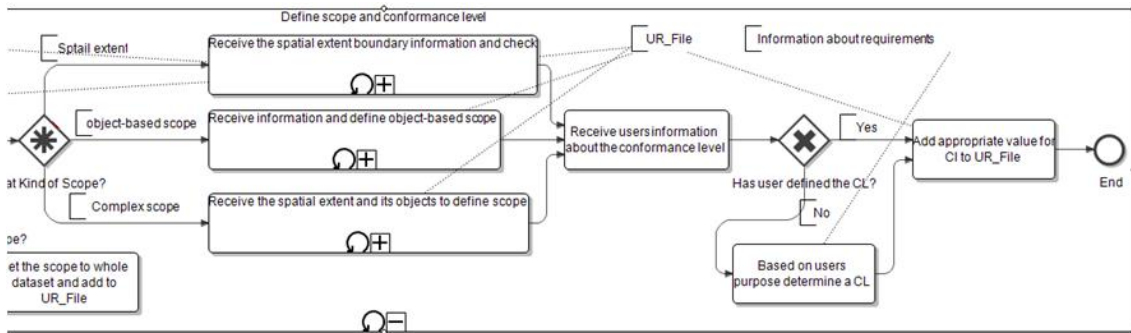 Define scope and conformance level
Sptail extent
Receive the spatial extent boundary information and check
UR_File
Information about requirements
object-based scope
Receive information and define object-based scope
Receive users information
about the conformance level
Yes
Add appropriate value for
CI to UR_File
End
at Kind of Scope?
Has user defined the CL?
Complex scope
Receive the spatial extent and its objects to define scope
No
pe?
et the scope to whole
dataset and add to
UR_File
Based on users
purpose determine a CL